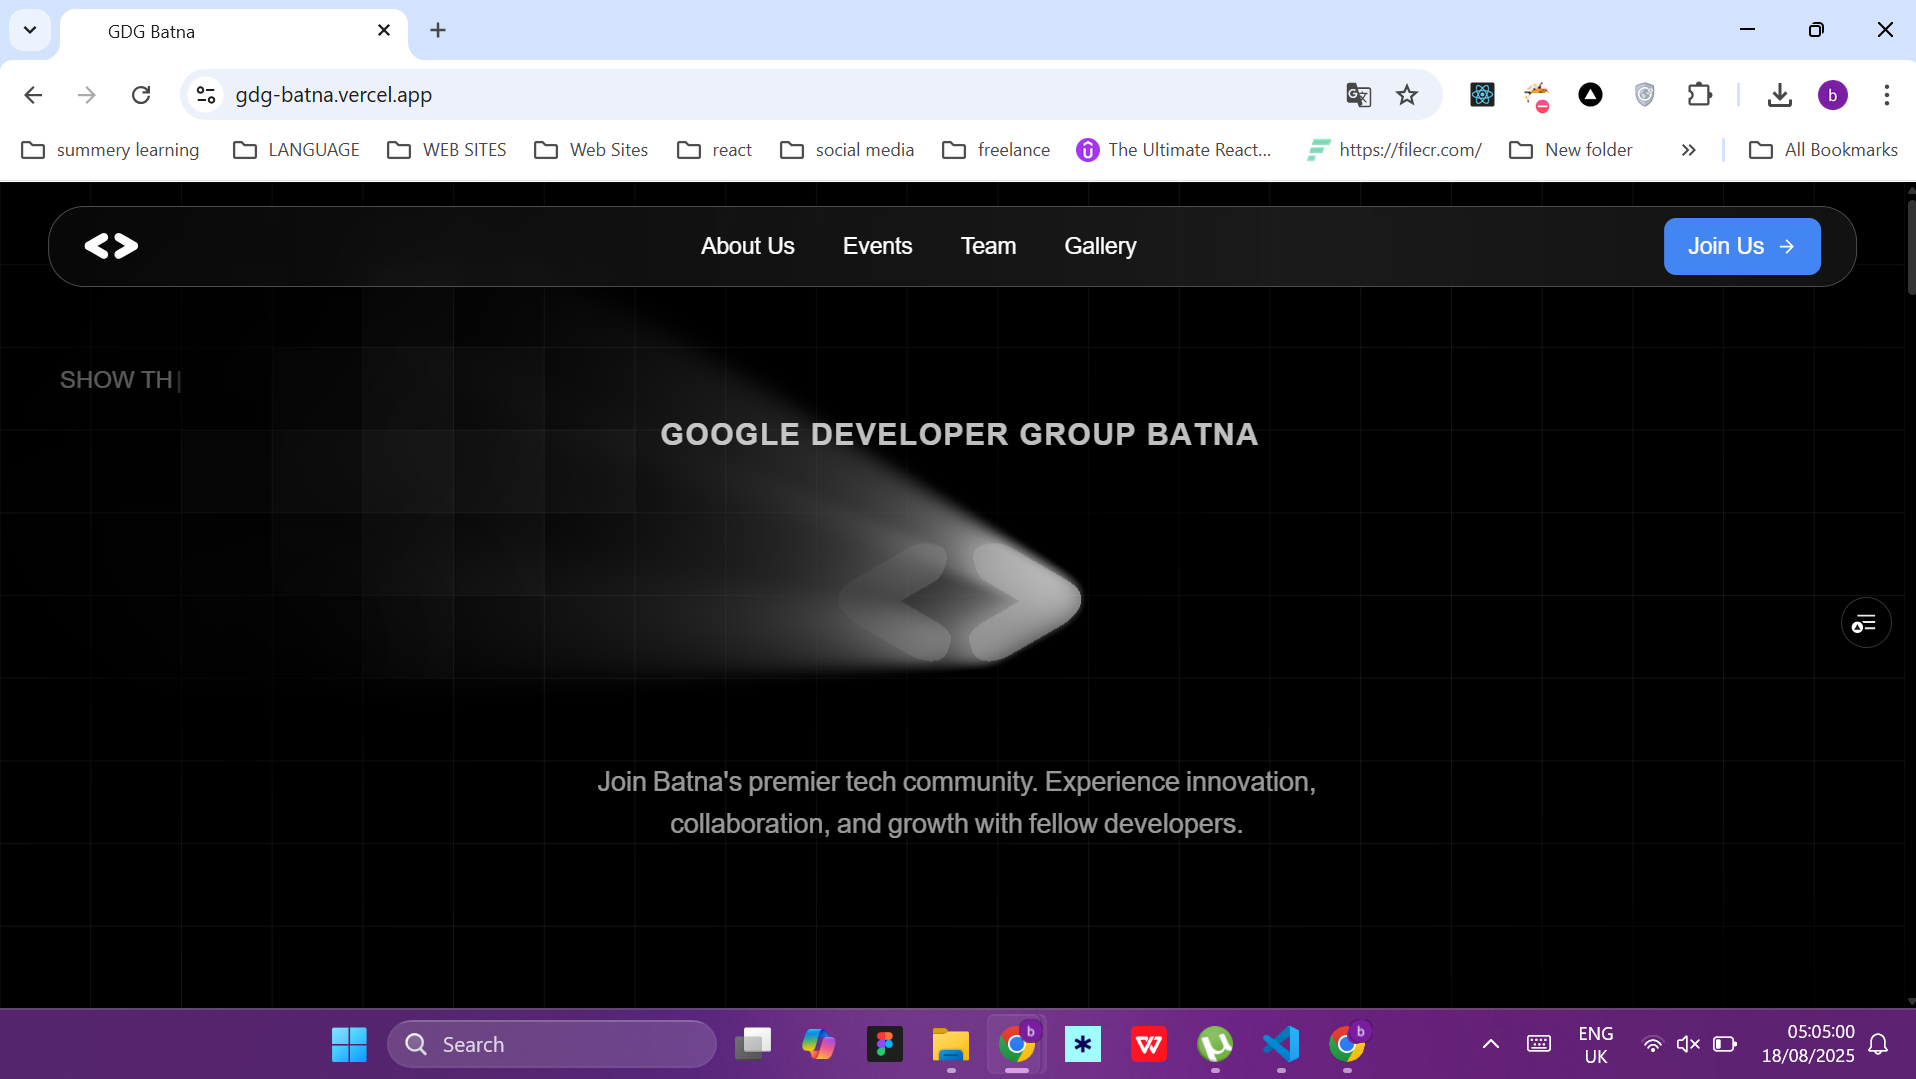 GDG Batna
gdg-batna.vercel.app
b
summery learning
LANGUAGE
WEB SITES
Web Sites
react
social media
freelance
The Ultimate React...
https://filecr.com/
New folder
All Bookmarks
About Us
Events
Team
Gallery
Join Us →
SHOW TH|
GOOGLE DEVELOPER GROUP BATNA
Join Batna's premier tech community. Experience innovation,
collaboration, and growth with fellow developers.
Search
b
b
ENG
UK
05:05:00
18/08/2025